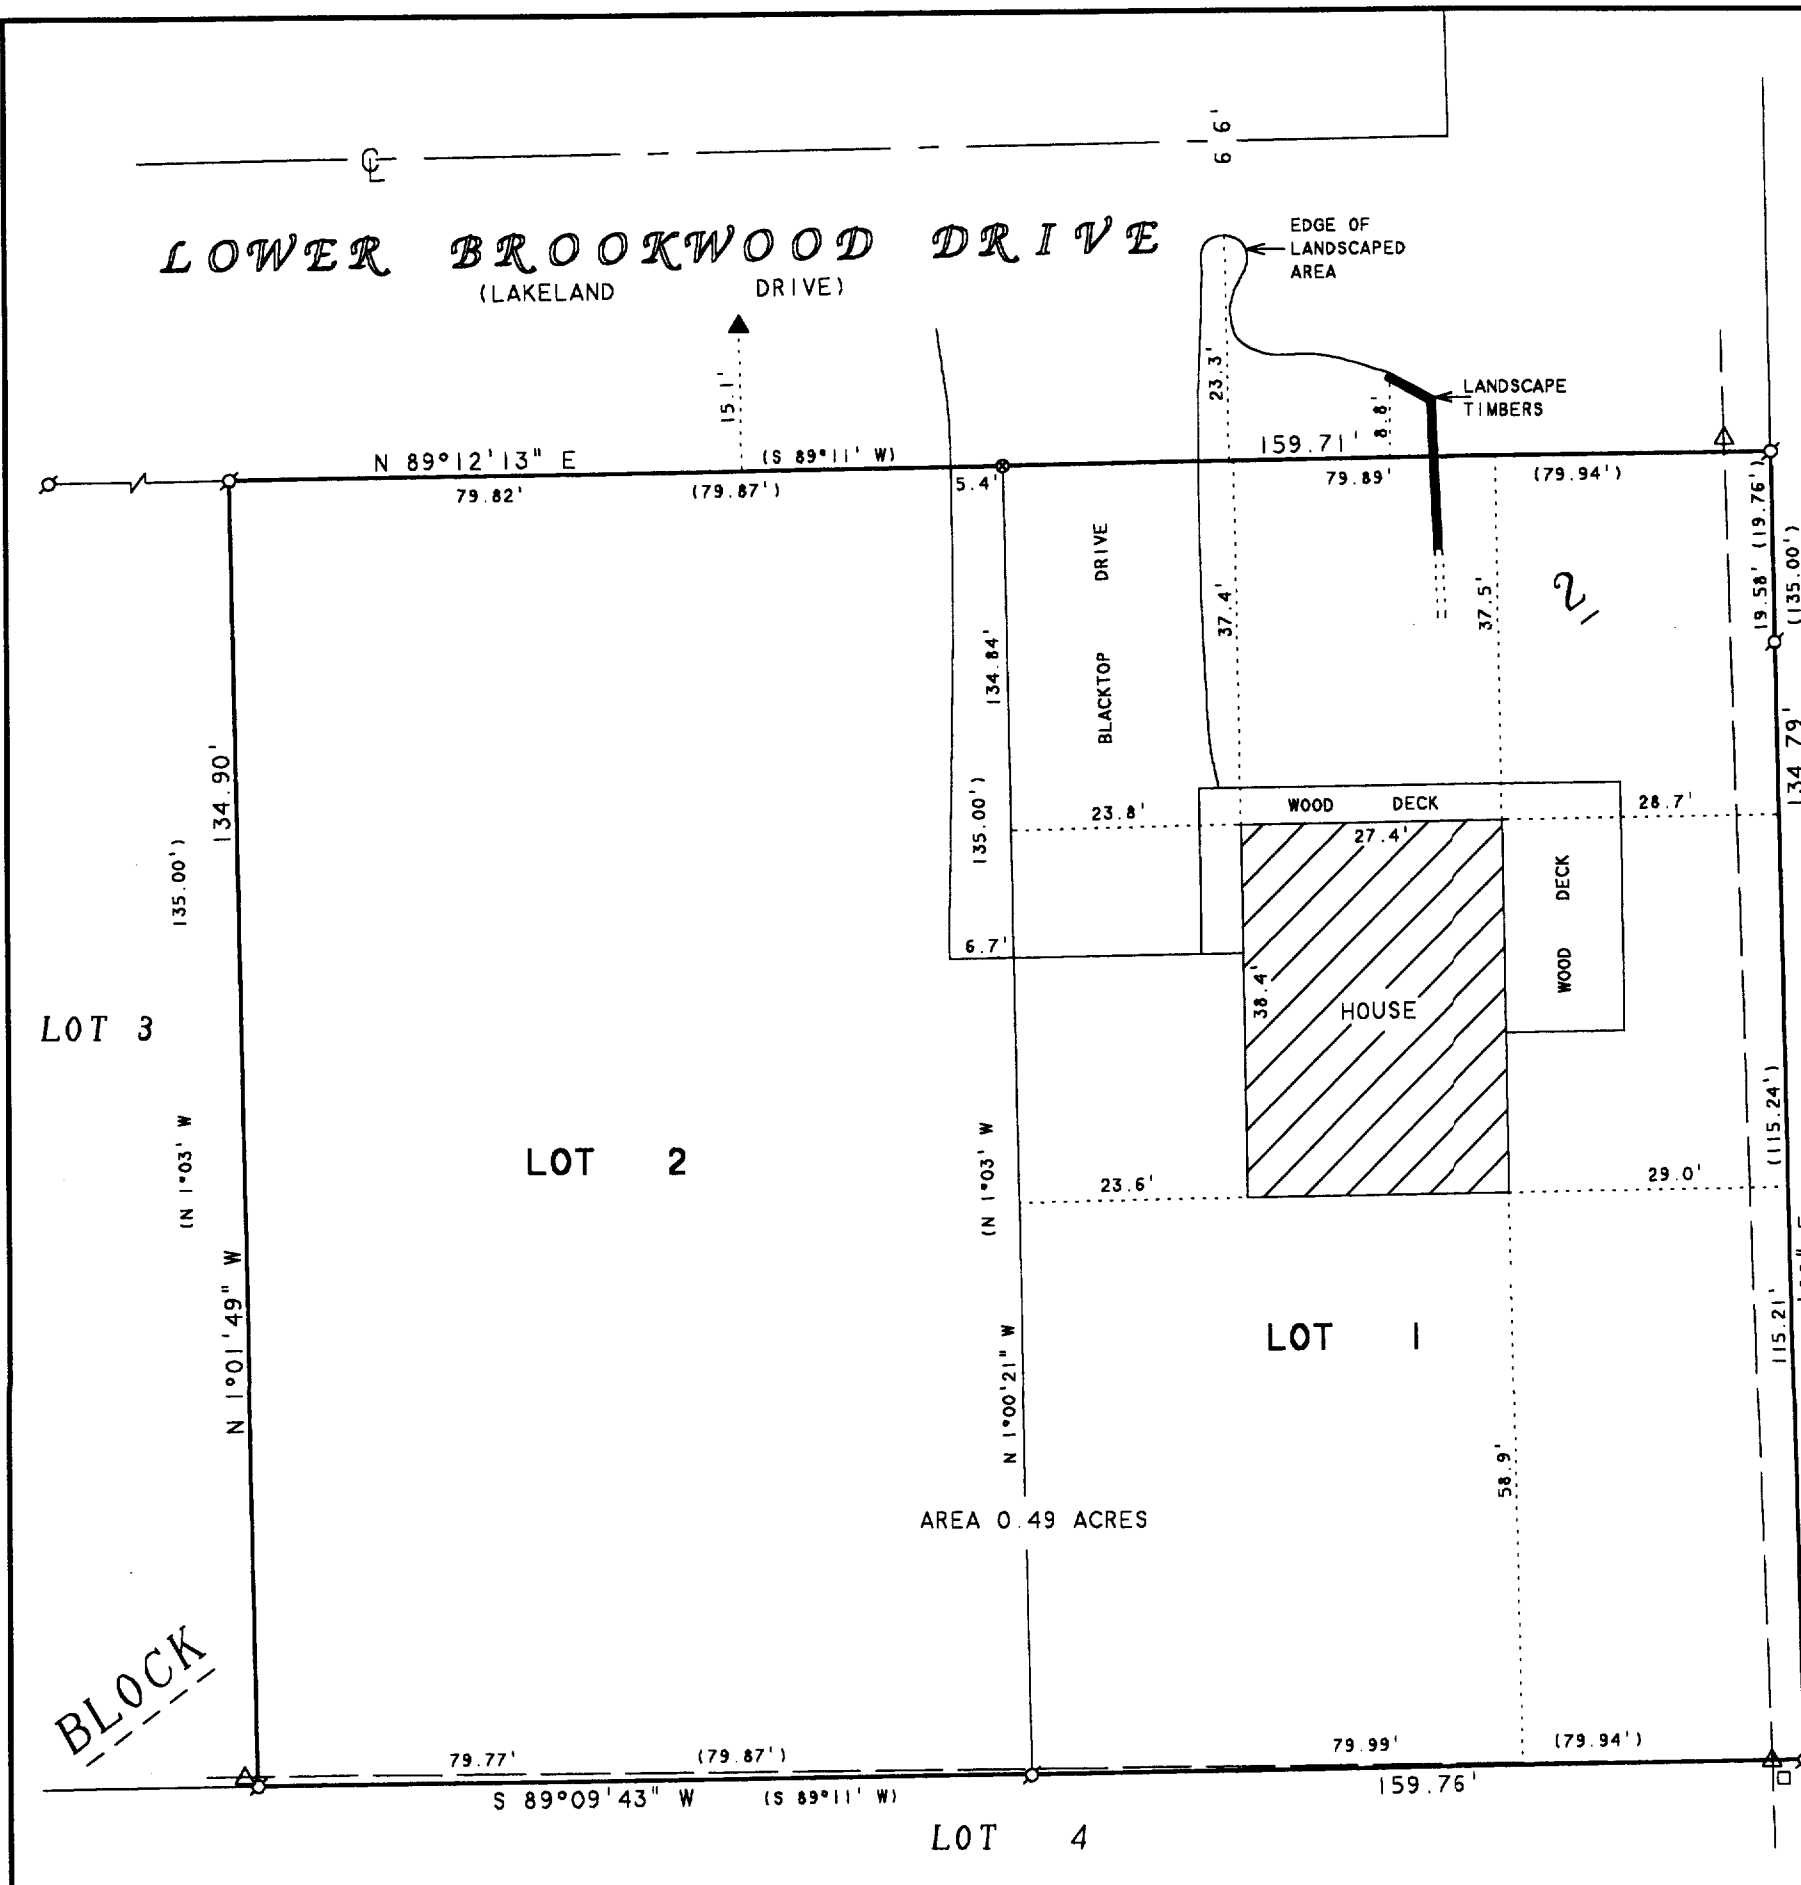 6'
6
CL
LOWER BROOKWOOD DRIVE
(LAKELAND DRIVE)
EDGE OF
LANDSCAPED
AREA
15.1'
23.3'
8.8'
LANDSCAPE
TIMBERS
N 89°12'13" E
(S 89°11' W)
159.71'
79.82'
(79.87')
5.4'
79.89'
(79.94')
19.58' (19.76')
(135.00')
BLACKTOP DRIVE
37.4'
37.5'
2
134.84'
135.00')
134.90'
135.00')
134 79'
WOOD DECK
23.8'
27.4'
28.7'
WOOD DECK
6.7'
38.4'
HOUSE
LOT 3
(N 1°03' W
N 1°01'49" W
LOT 2
(N 1°03' W
N 1°00'21" W
23.6'
29.0'
(115.24')
115.21'
LOT 1
58.9'
AREA 0.49 ACRES
BLOCK
79.77'
(79.87')
79.99'
(79.94')
S 89°09'43" W
(S 89°11' W)
159.76'
LOT 4